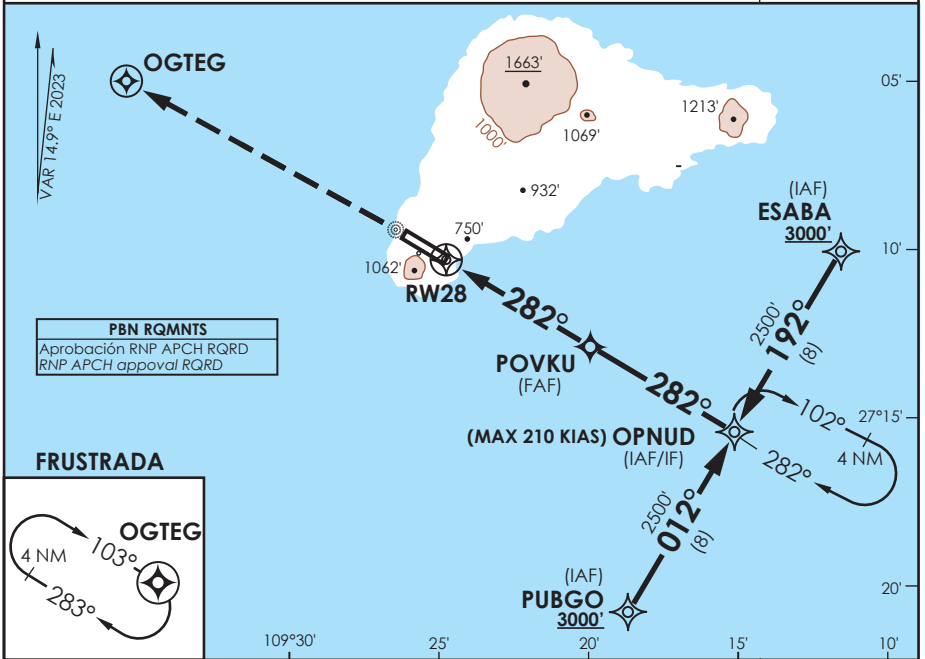 OGTEG
VAR 14.9° E 2023
1663'
1000'
1069'
1213'
932'
750'
1062'
RW28
05'
(IAF)
ESABA
3000'
10'
2500'
192°
(8)
282°
POVKU
(FAF)
282°
PBN RQMNTS
Aprobación RNP APCH RQRD
RNP APCH appoval RQRD
(MAX 210 KIAS) OPNUD
(IAF/IF)
102°
4 NM
282°
27°15'
FRUSTRADA
OGTEG
103°
4 NM
283°
2500'
012°
(8)
(IAF)
PUBGO
3000'
20'
109°30'
25'
20'
15'
10'